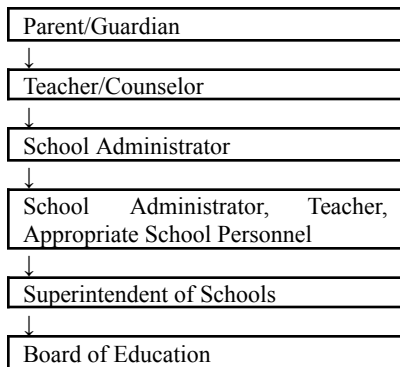 Parent/Guardian
↓
Teacher/Counselor
↓
School Administrator
↓
School Administrator, Teacher,
Appropriate School Personnel
↓
Superintendent of Schools
↓
Board of Education